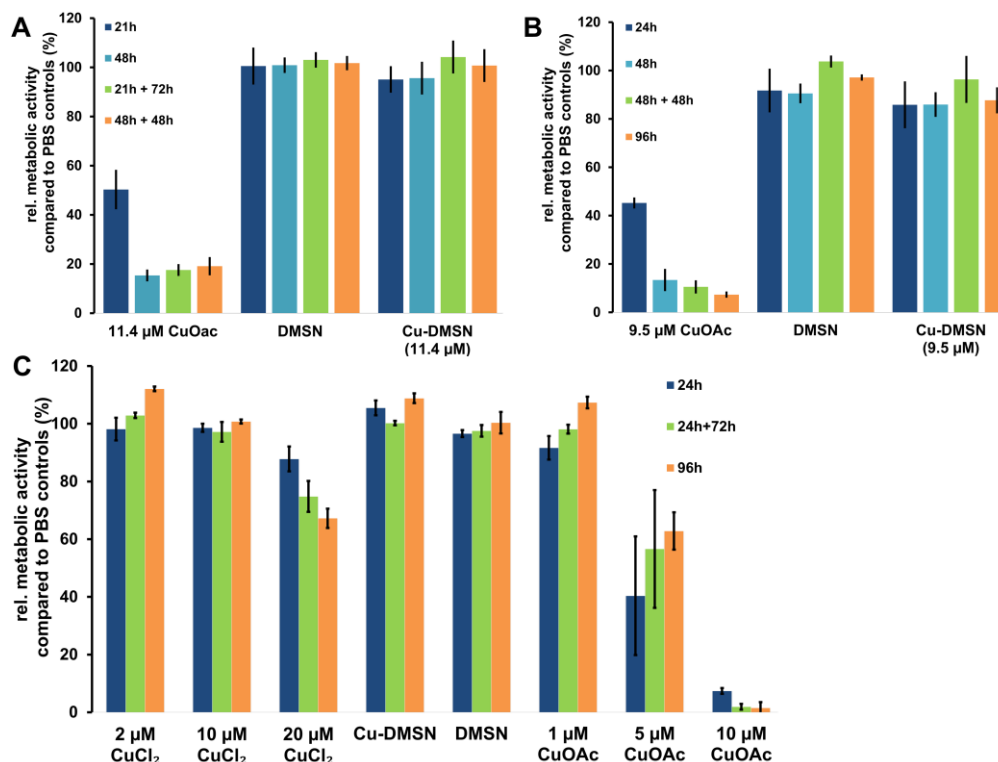 A
120
100
80
60
40
20
0
rel. metabolic activity
compared to PBS controls (%)
21h
48h
21h + 72h
48h + 48h
11.4 µM CuOac
DMSN
Cu-DMSN
(11.4 µM)
B
120
100
80
60
40
20
0
rel. metabolic activity
compared to PBS controls (%)
24h
48h
48h + 48h
96h
9.5 µM CuOAc
DMSN
Cu-DMSN
(9.5 µM)
C
120
100
80
60
40
20
0
rel. metabolic activity
compared to PBS controls (%)
24h
24h+72h
96h
2 µM
CuCl₂
10 µM
CuCl₂
20 µM
CuCl₂
Cu-DMSN
DMSN
1 µM
CuOAc
5 µM
CuOAc
10 µM
CuOAc